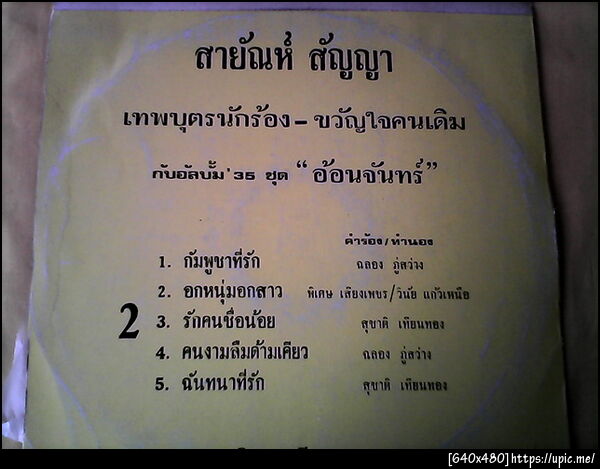 สายัณห์ สัญญา
เทพบุตรนักร้อง – ขวัญใจคนเดิม
กับอัลบั้ม '35 ชุด “อ้อนจันทร์”
คำร้อง/ทำนอง
1. กัมพูชาที่รัก ฉลอง ภู่สว่าง
2. อกหนุ่มอกสาว พิเศษ เสียงเพชร/วินัย แก้วเหนือ
2 3. รักคนชื่อน้อย สุชาติ เทียนทอง
4. คนงามลืมด้ามเคียว ฉลอง ภู่สว่าง
5. ฉันทนาที่รัก สุชาติ เทียนทอง
[640x480]https://upic.me/